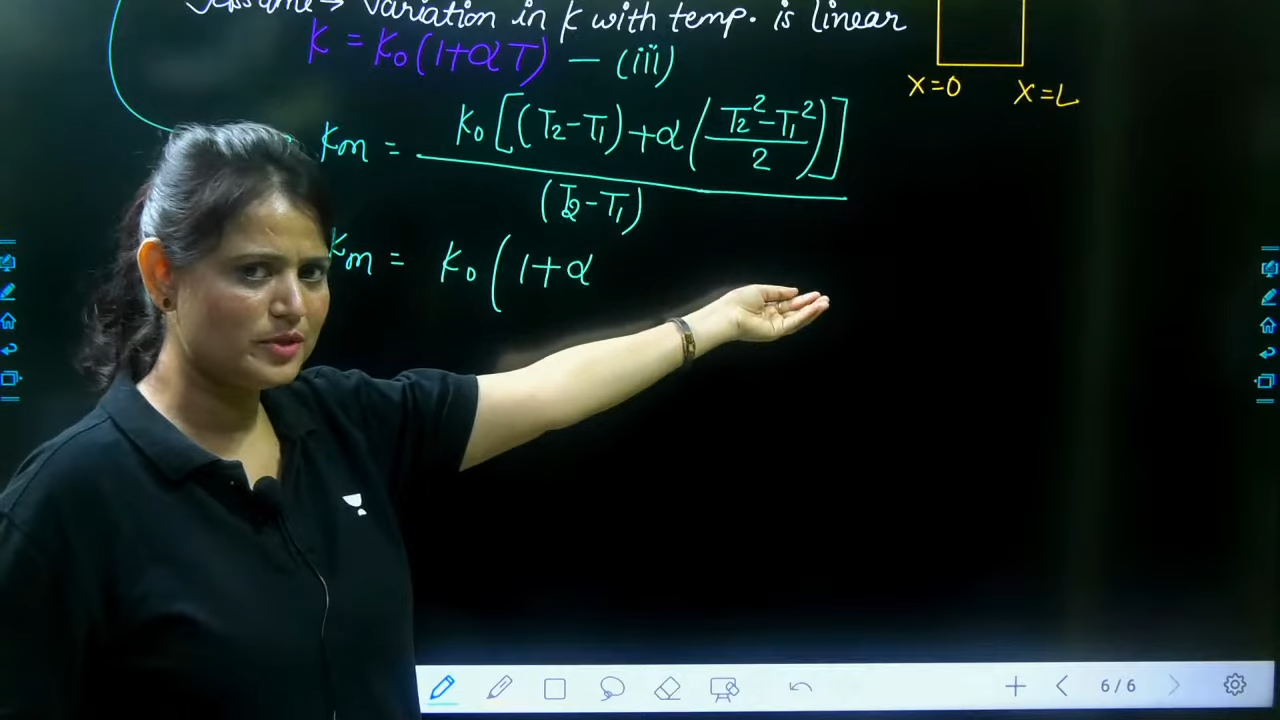 Assume → Variation in K with temp. is linear
K = K₀(1+αT) — (iii)
X=0 X=L
Km = K₀[(T₂-T₁)+α(T₂²-T₁²/2)]
(T₂-T₁)
Km = K₀(1+α
6/6